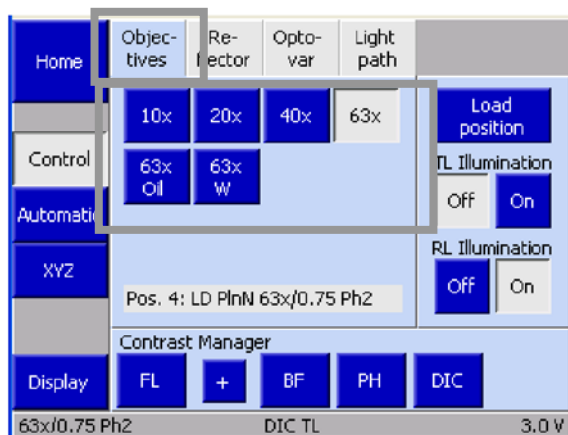 Home
Objec-
tives
Re-
flector
Opto-
var
Light
path
10x
20x
40x
63x
63x
Oil
63x
W
Load
position
Control
TL Illumination
Off
On
Automatic
XYZ
RL Illumination
Off
On
Pos. 4: LD PlnN 63x/0.75 Ph2
Contrast Manager
Display
FL
+
BF
PH
DIC
63x/0.75 Ph2
DIC TL
3.0 V